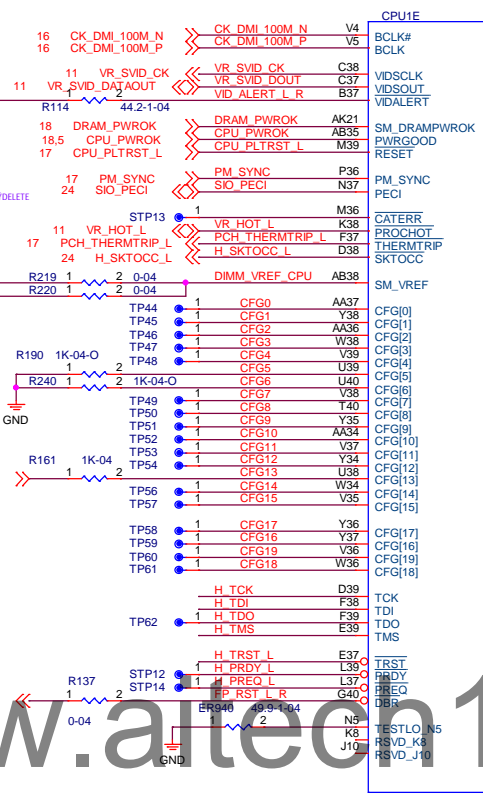 CPU1E
16 CK_DMI_100M_N CK_DMI_100M_N V4 BCLK#
16 CK_DMI_100M_P CK_DMI_100M_P V5 BCLK
11 VR_SVID_CK VR_SVID_CK C38 VIDSCLK
11 VR_SVID_DATAOUT VR_SVID_DOUT C37 VIDSOUT
VID_ALERT_L_R B37 VIDALERT
R114 1 2 44.2-1-04
18 DRAM_PWROK DRAM_PWROK AK21 SM_DRAMPWROK
18,5 CPU_PWROK CPU_PWROK AB35 PWRGOOD
17 CPU_PLTRST_L CPU_PLTRST_L M39 RESET
17 PM_SYNC PM_SYNC P36 PM_SYNC
24 SIO_PECI SIO_PECI N37 PECI
/DELETE
STP13 1 M36 CATERR
11 VR_HOT_L VR_HOT_L K38 PROCHOT
17 PCH_THERMTRIP_L PCH_THERMTRIP_L F37 THERMTRIP
24 H_SKTOCC_L H_SKTOCC_L D38 SKTOCC
R219 1 2 0-04 DIMM_VREF_CPU AB38 SM_VREF
R220 1 2 0-04
TP44 1 CFG0 AA37 CFG[0]
TP45 1 CFG1 Y38 CFG[1]
TP46 1 CFG2 AA36 CFG[2]
TP47 1 CFG3 W38 CFG[3]
TP48 1 CFG4 V39 CFG[4]
R190 1K-04-O 1 2 CFG5 U39 CFG[5]
R240 1 2 1K-04-O CFG6 U40 CFG[6]
TP49 1 CFG7 V38 CFG[7]
GND
TP50 1 CFG8 T40 CFG[8]
TP51 1 CFG9 Y35 CFG[9]
TP52 1 CFG10 AA34 CFG[10]
TP53 1 CFG11 V37 CFG[11]
TP54 1 CFG12 Y34 CFG[12]
R161 1K-04 1 2 CFG13 U38 CFG[13]
TP56 1 CFG14 W34 CFG[14]
TP57 1 CFG15 V35 CFG[15]
TP58 1 CFG17 Y36 CFG[17]
TP59 1 CFG16 Y37 CFG[16]
TP60 1 CFG19 V36 CFG[19]
TP61 1 CFG18 W36 CFG[18]
H_TCK D39 TCK
H_TDI F38 TDI
TP62 1 H_TDO F39 TDO
H_TMS E39 TMS
H_TRST_L E37 TRST
STP12 1 H_PRDY_L L39 PRDY
STP14 1 H_PREQ_L L37 PREQ
R137 1 2 0-04 FP_RST_L_R G40 DBR
ER940 49.9-1-04
1 2 N5 TESTLO_N5
K8 RSVD_K8
J10 RSVD_J10
GND
w.aitech1